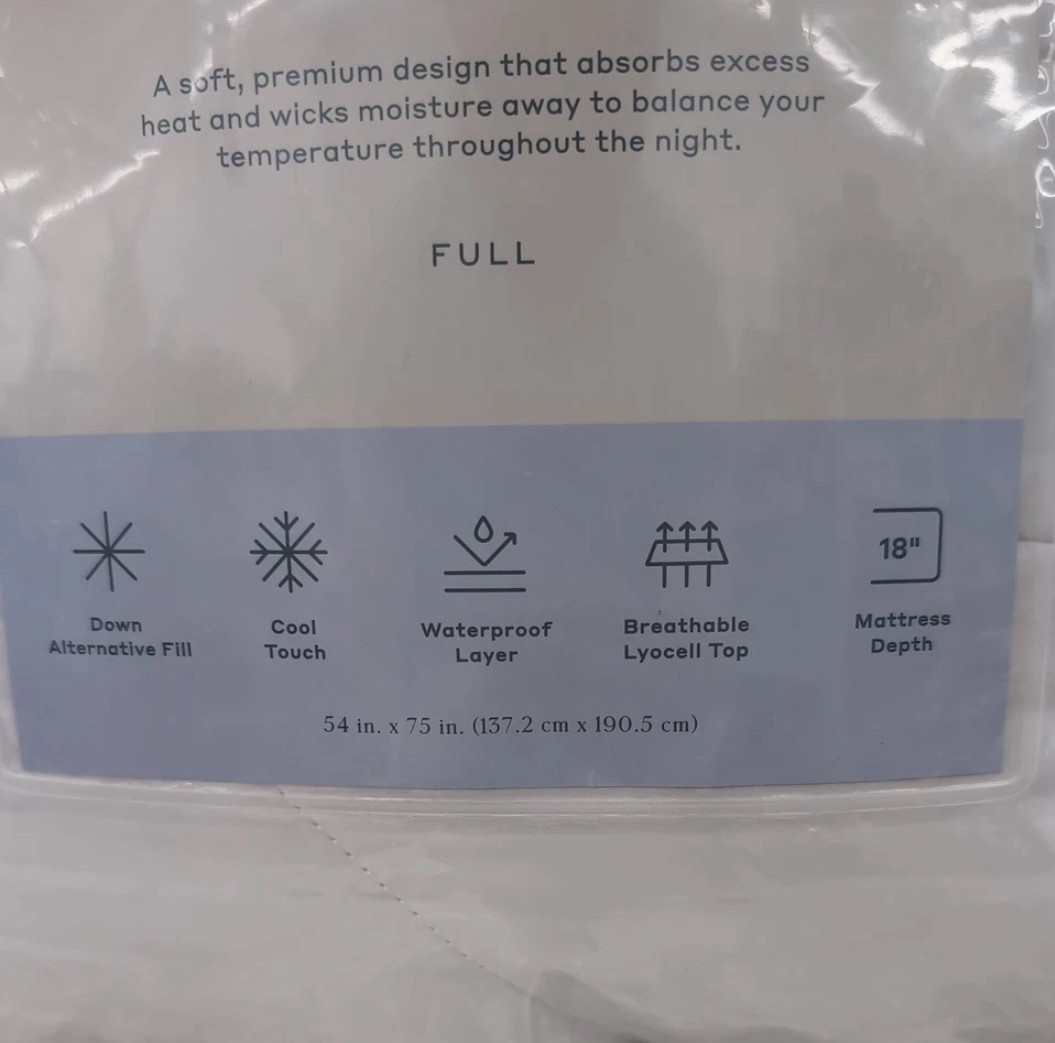 A soft, premium design that absorbs excess
heat and wicks moisture away to balance your
temperature throughout the night.
FULL
18"
Down
Alternative Fill
Cool
Touch
Waterproof
Layer
Breathable
Lyocell Top
Mattress
Depth
54 in. x 75 in. (137.2 cm x 190.5 cm)